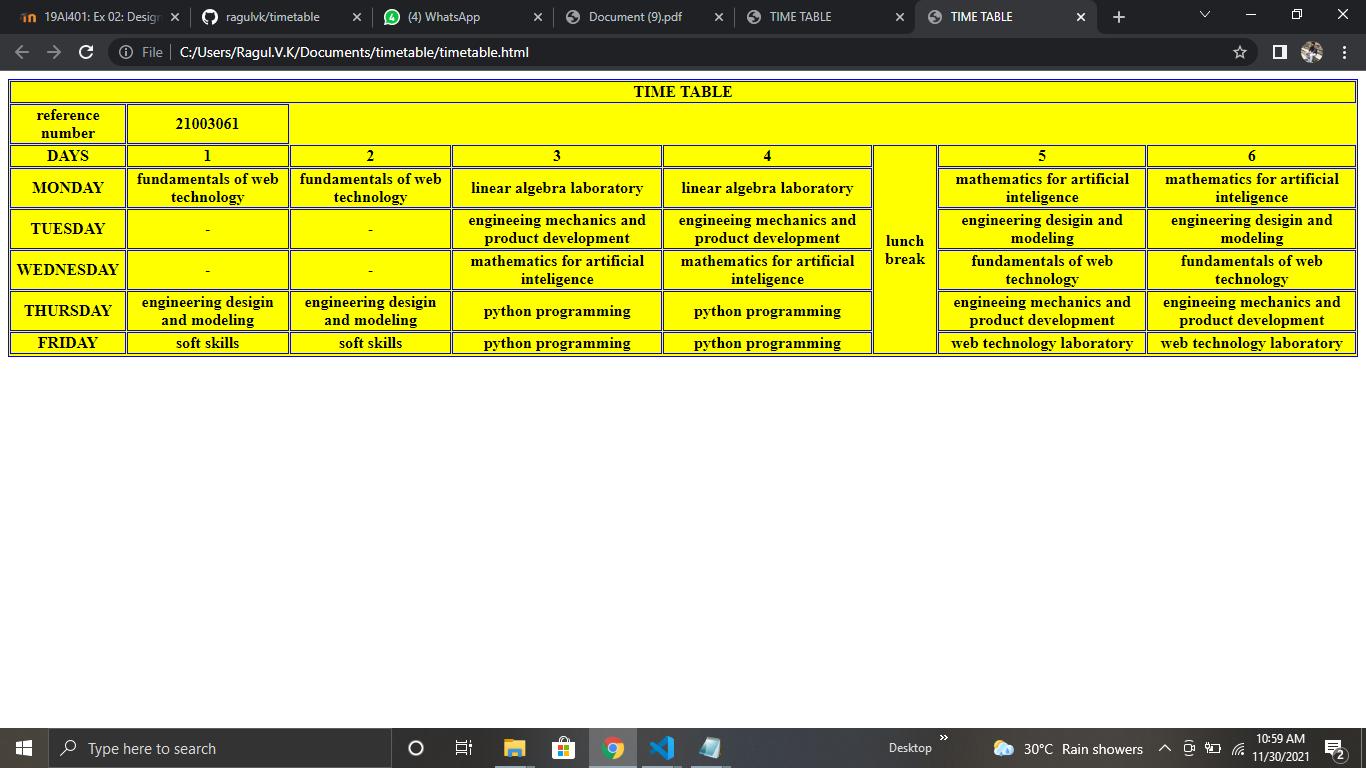 19AI401: Ex 02: Design
ragulvk/timetable
(4) WhatsApp
Document (9).pdf
TIME TABLE
TIME TABLE
File
C:/Users/Ragul.V.K/Documents/timetable/timetable.html
TIME TABLE
reference
number
21003061
DAYS 1 2 3 4 5 6
MONDAY
fundamentals of web
technology
fundamentals of web
technology
linear algebra laboratory
linear algebra laboratory
mathematics for artificial
inteligence
mathematics for artificial
inteligence
TUESDAY
-
-
engineeing mechanics and
product development
engineeing mechanics and
product development
lunch
break
engineering desigin and
modeling
engineering desigin and
modeling
WEDNESDAY
-
-
mathematics for artificial
inteligence
mathematics for artificial
inteligence
fundamentals of web
technology
fundamentals of web
technology
THURSDAY
engineering desigin
and modeling
engineering desigin
and modeling
python programming
python programming
engineeing mechanics and
product development
engineeing mechanics and
product development
FRIDAY
soft skills
soft skills
python programming
python programming
web technology laboratory
web technology laboratory
Type here to search
Desktop
30°C Rain showers
10:59 AM
11/30/2021
2